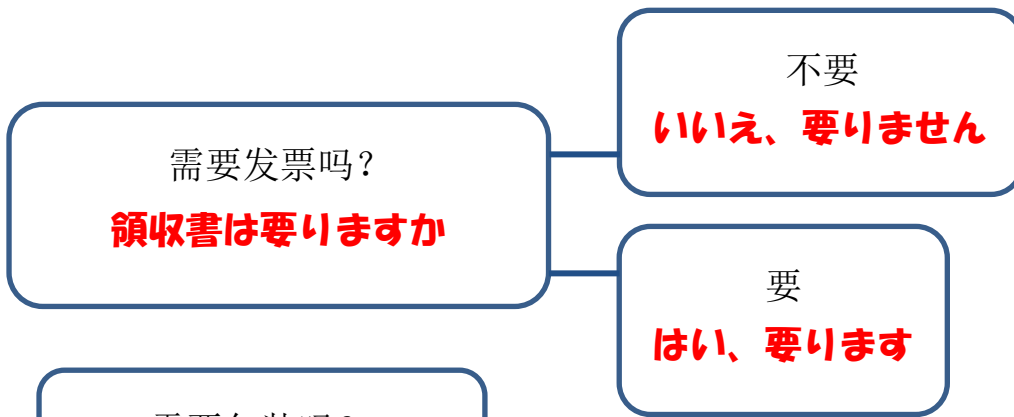 需要发票吗？
領収書は要りますか
不要
いいえ、要りません
要
はい、要ります